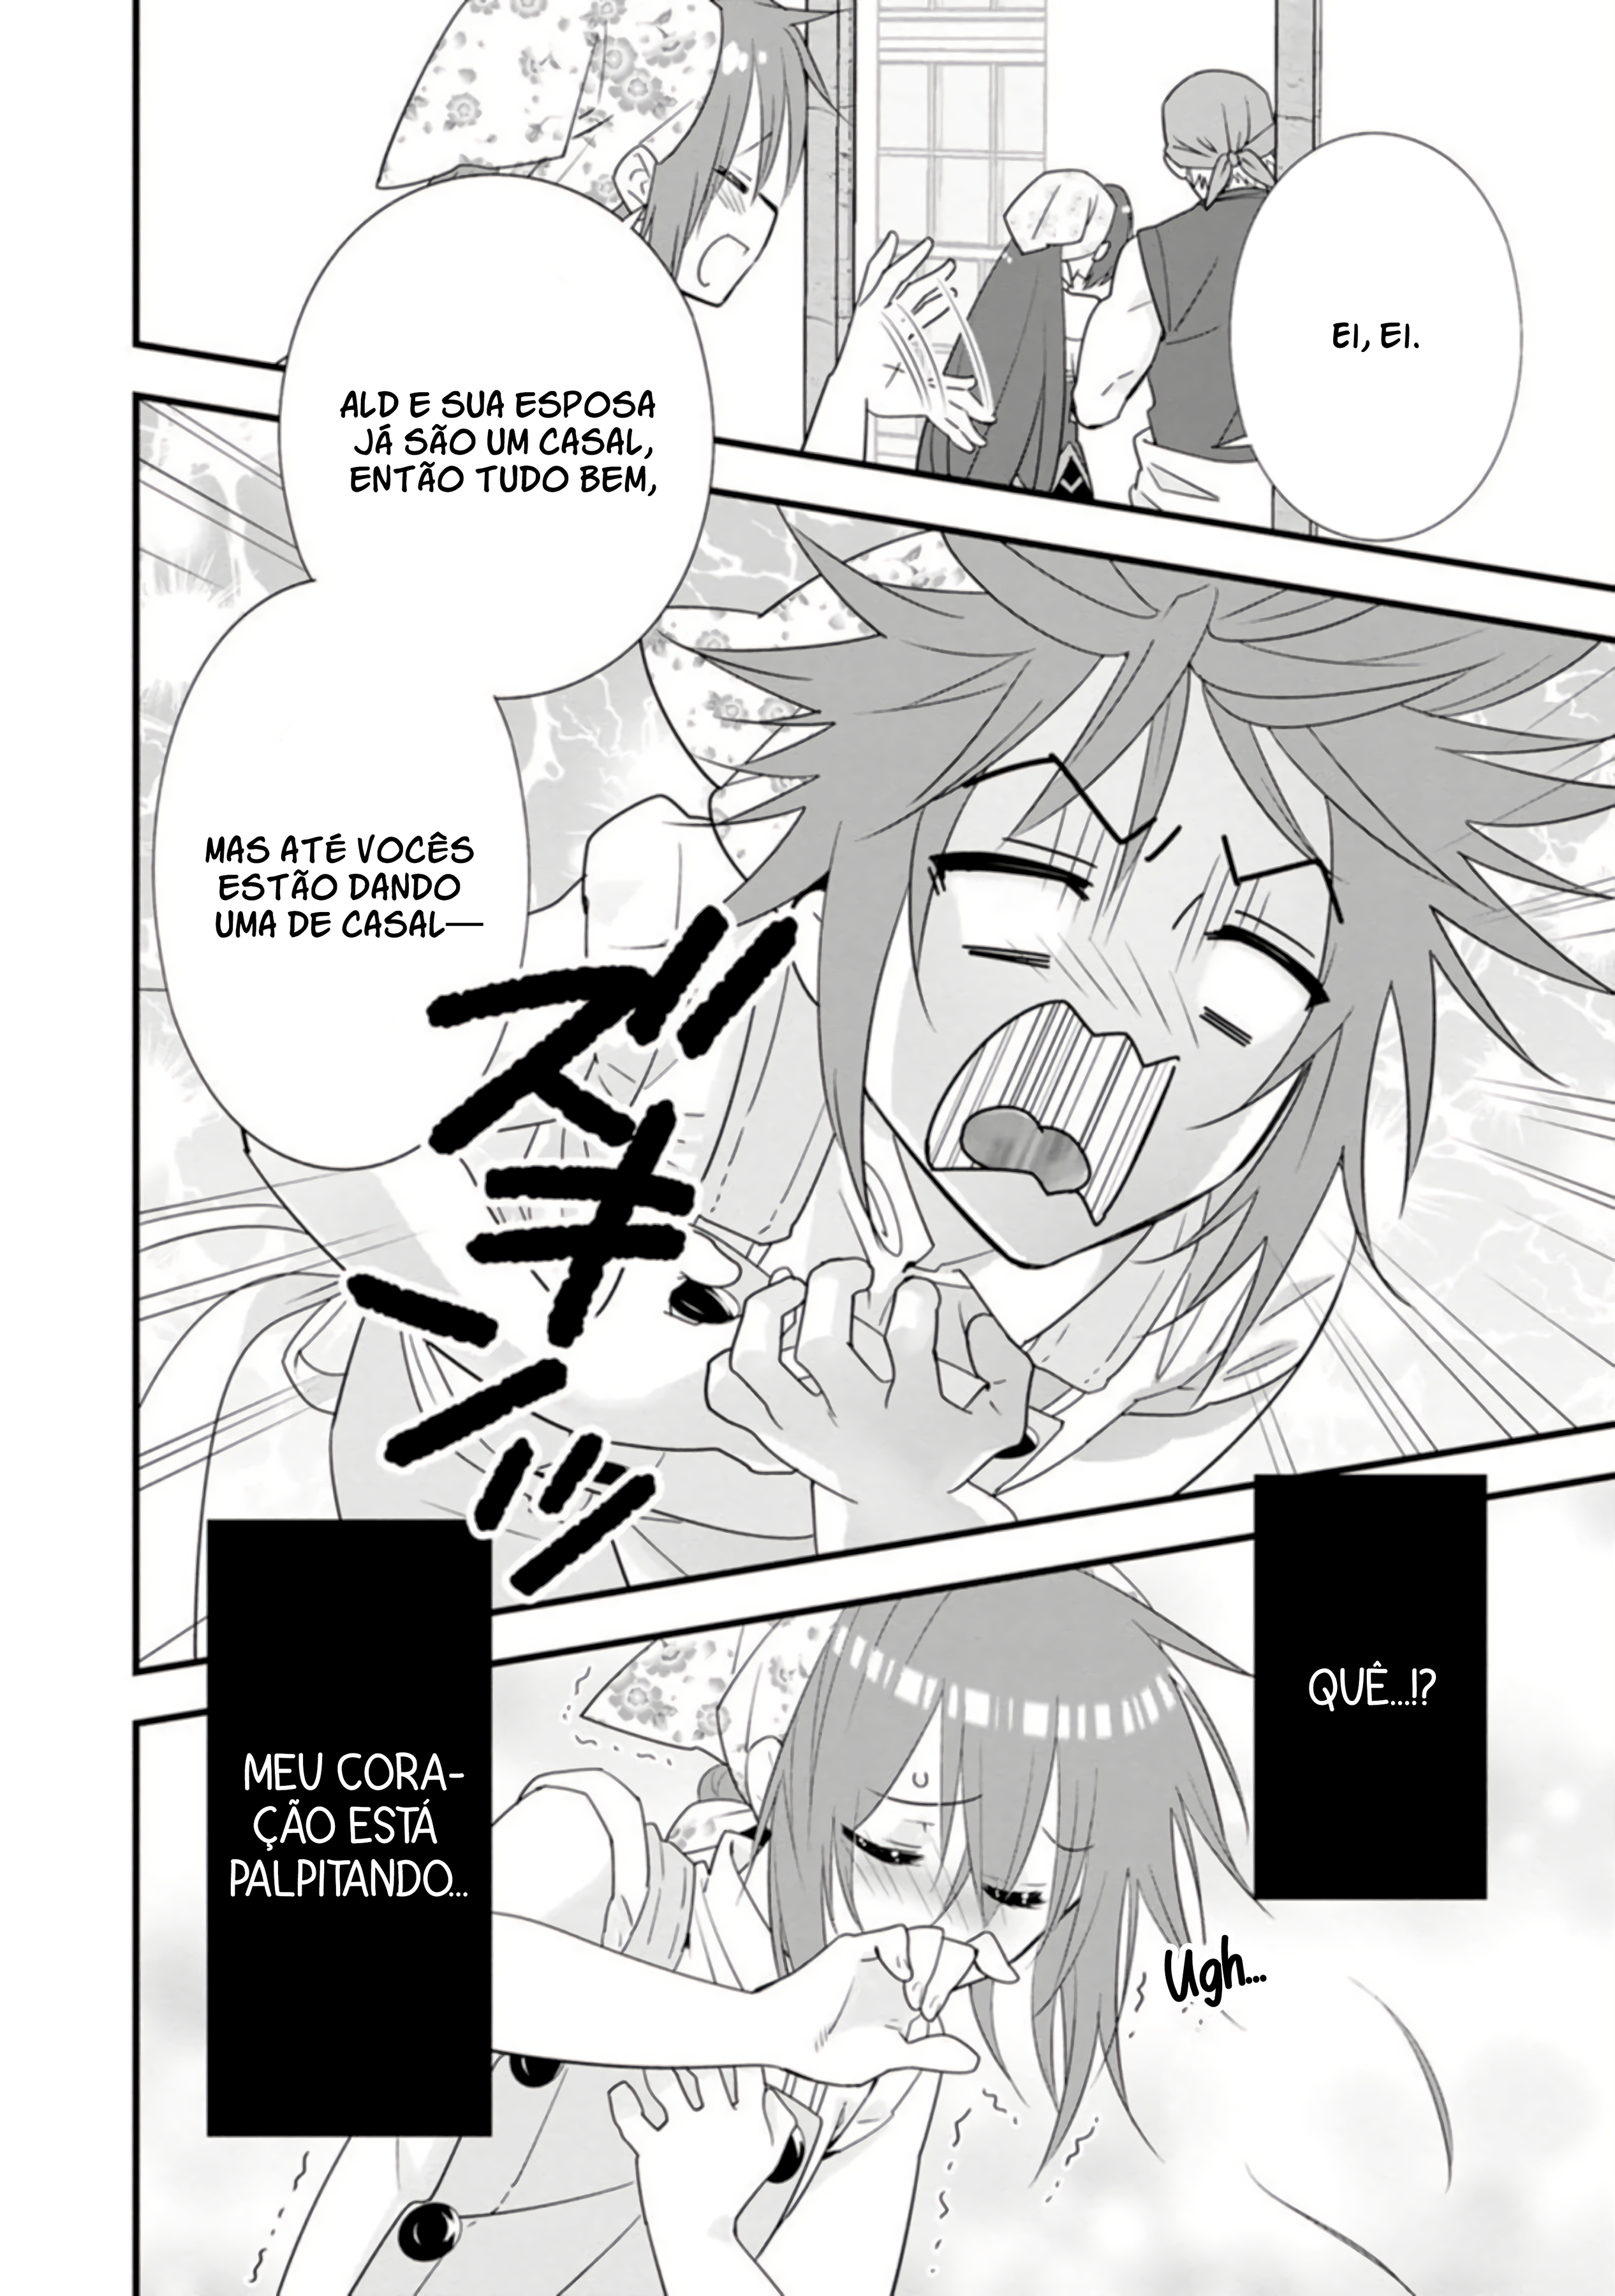 EI, EI.
ALD E SUA ESPOSA
JÁ SÃO UM CASAL,
ENTÃO TUDO BEM,
MAS ATÉ VOCÊS
ESTÃO DANDO
UMA DE CASAL—
ズキーッ
QUÊ...!?
Ugh...
MEU CORA-
ÇÃO ESTÁ
PALPITANDO...